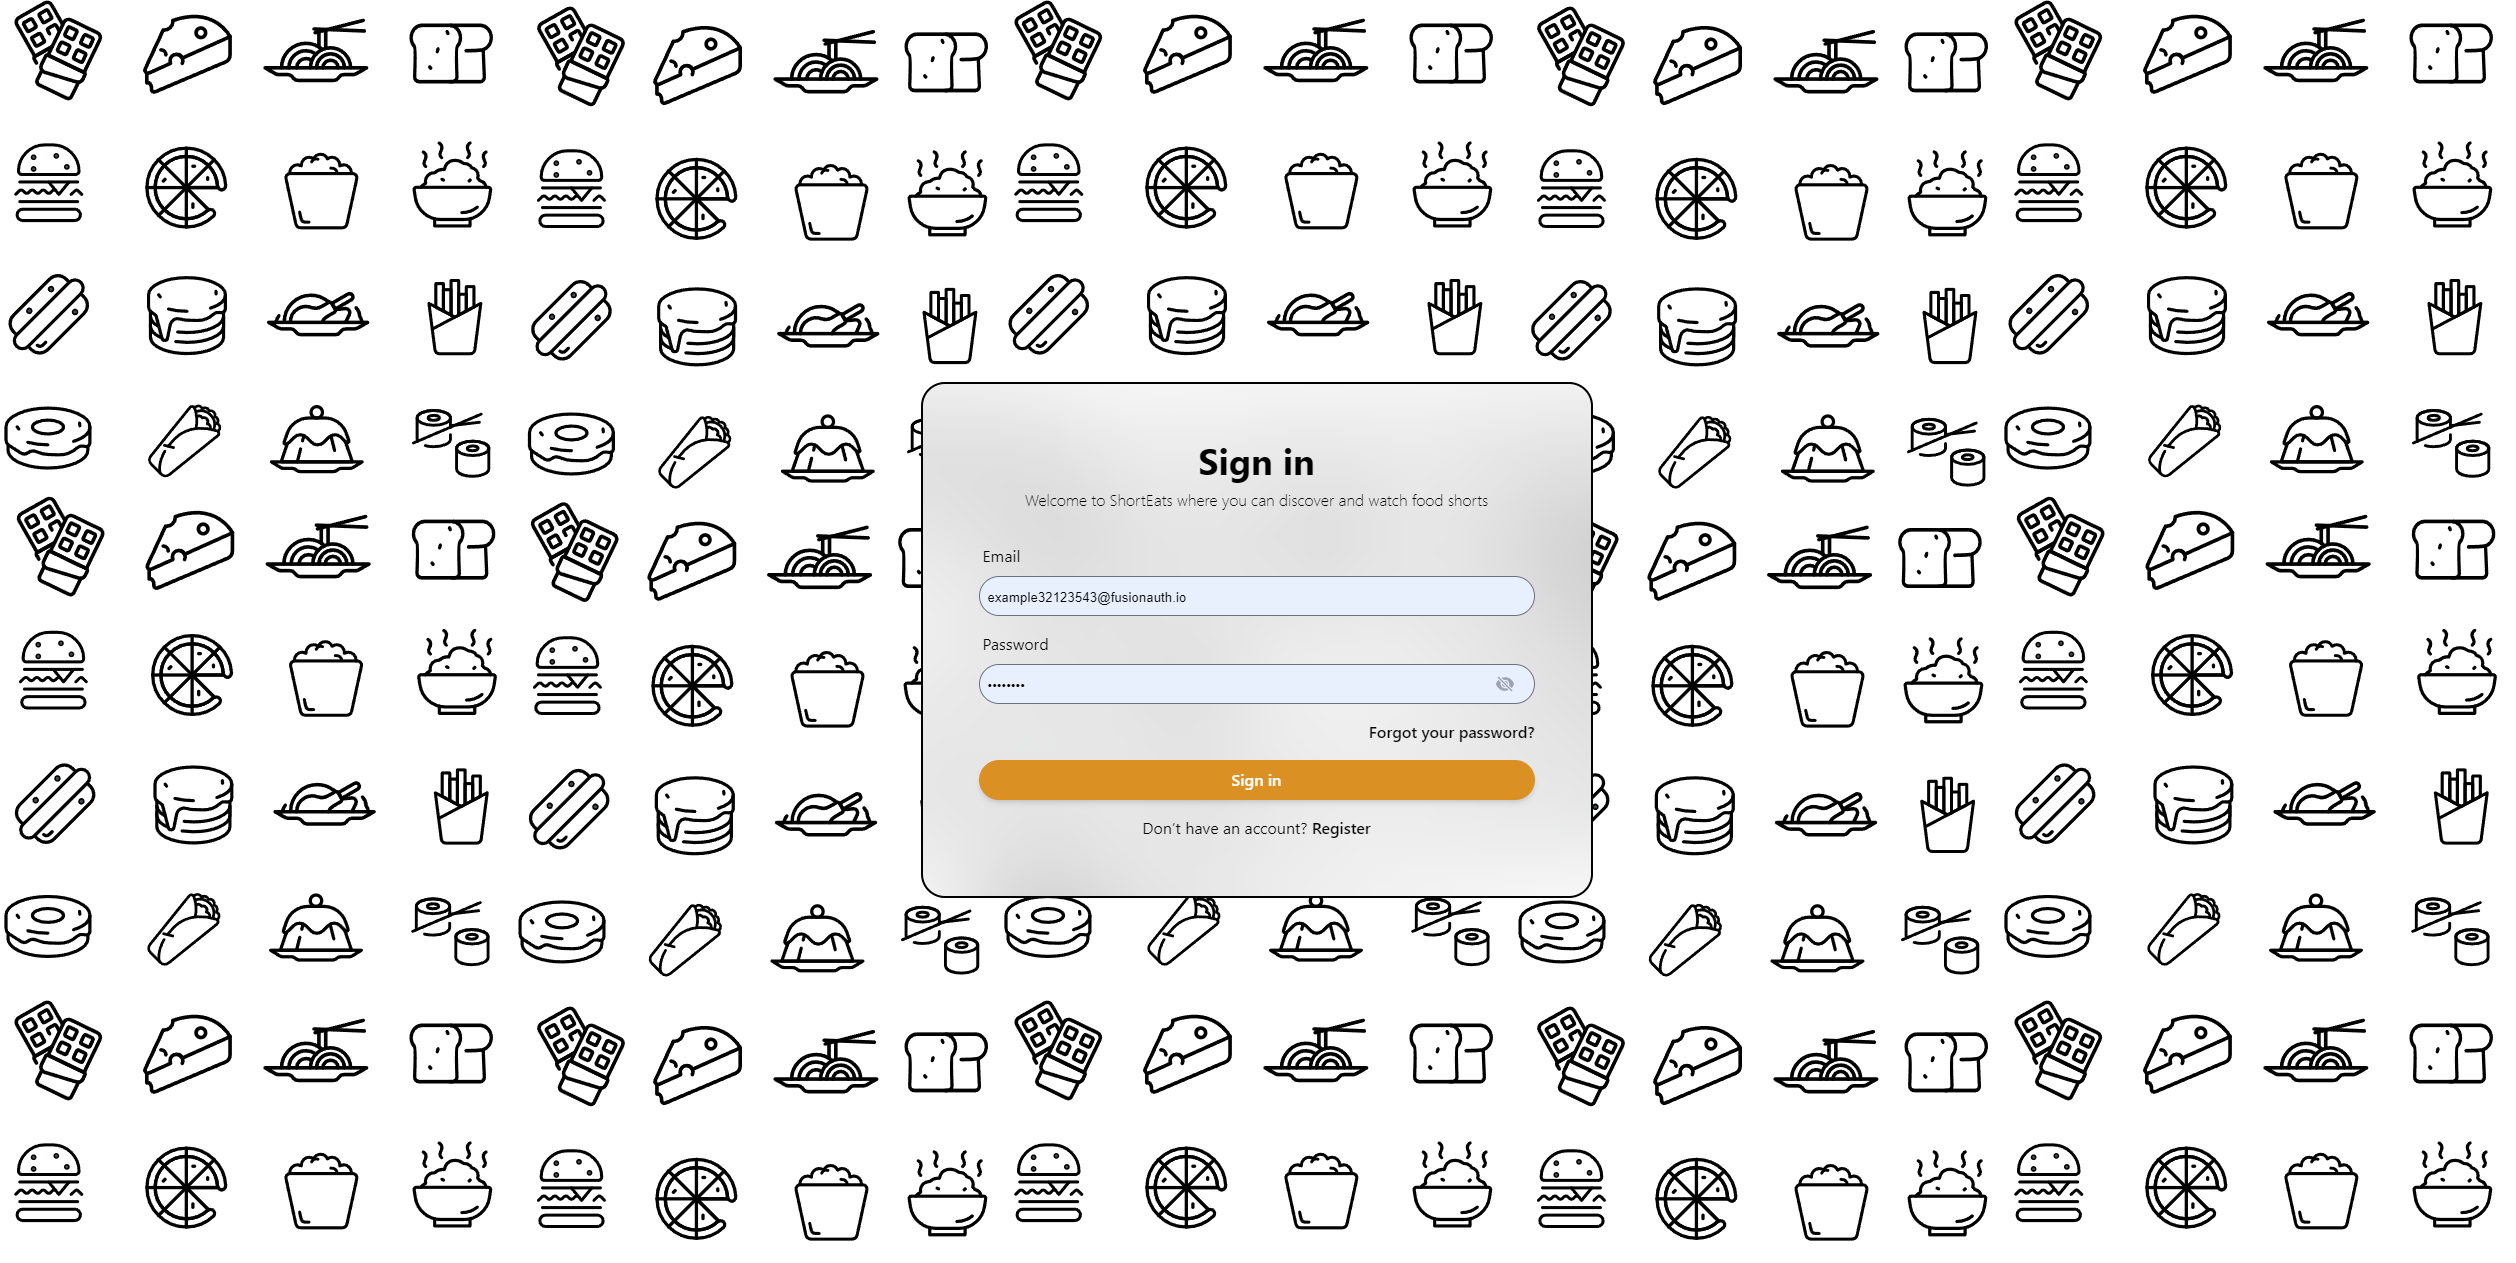 Sign in
Welcome to ShortEats where you can discover and watch food shorts
Email
example32123543@fusionauth.io
Password
••••••••
Forgot your password?
Sign in
Don't have an account? Register